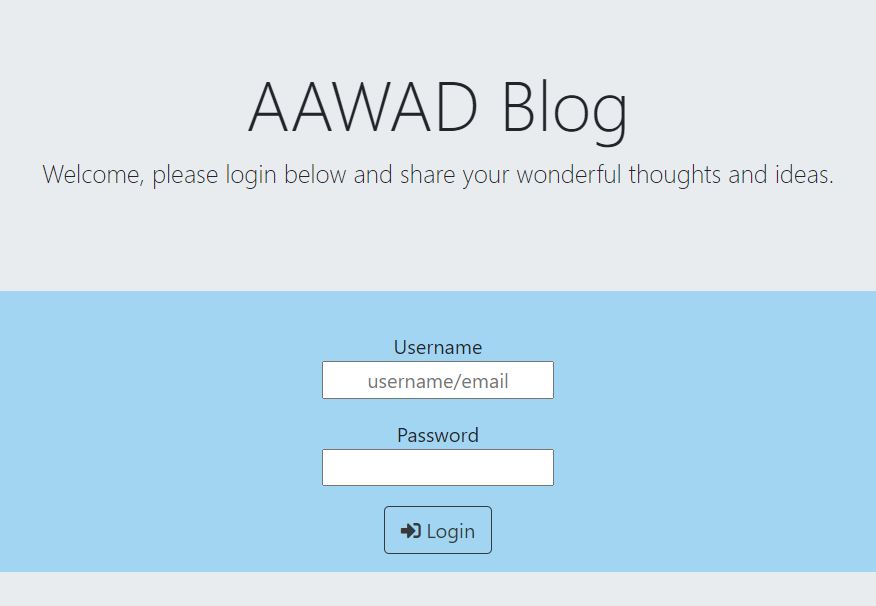 AAWAD Blog
Welcome, please login below and share your wonderful thoughts and ideas.
Username
username/email
Password
Login